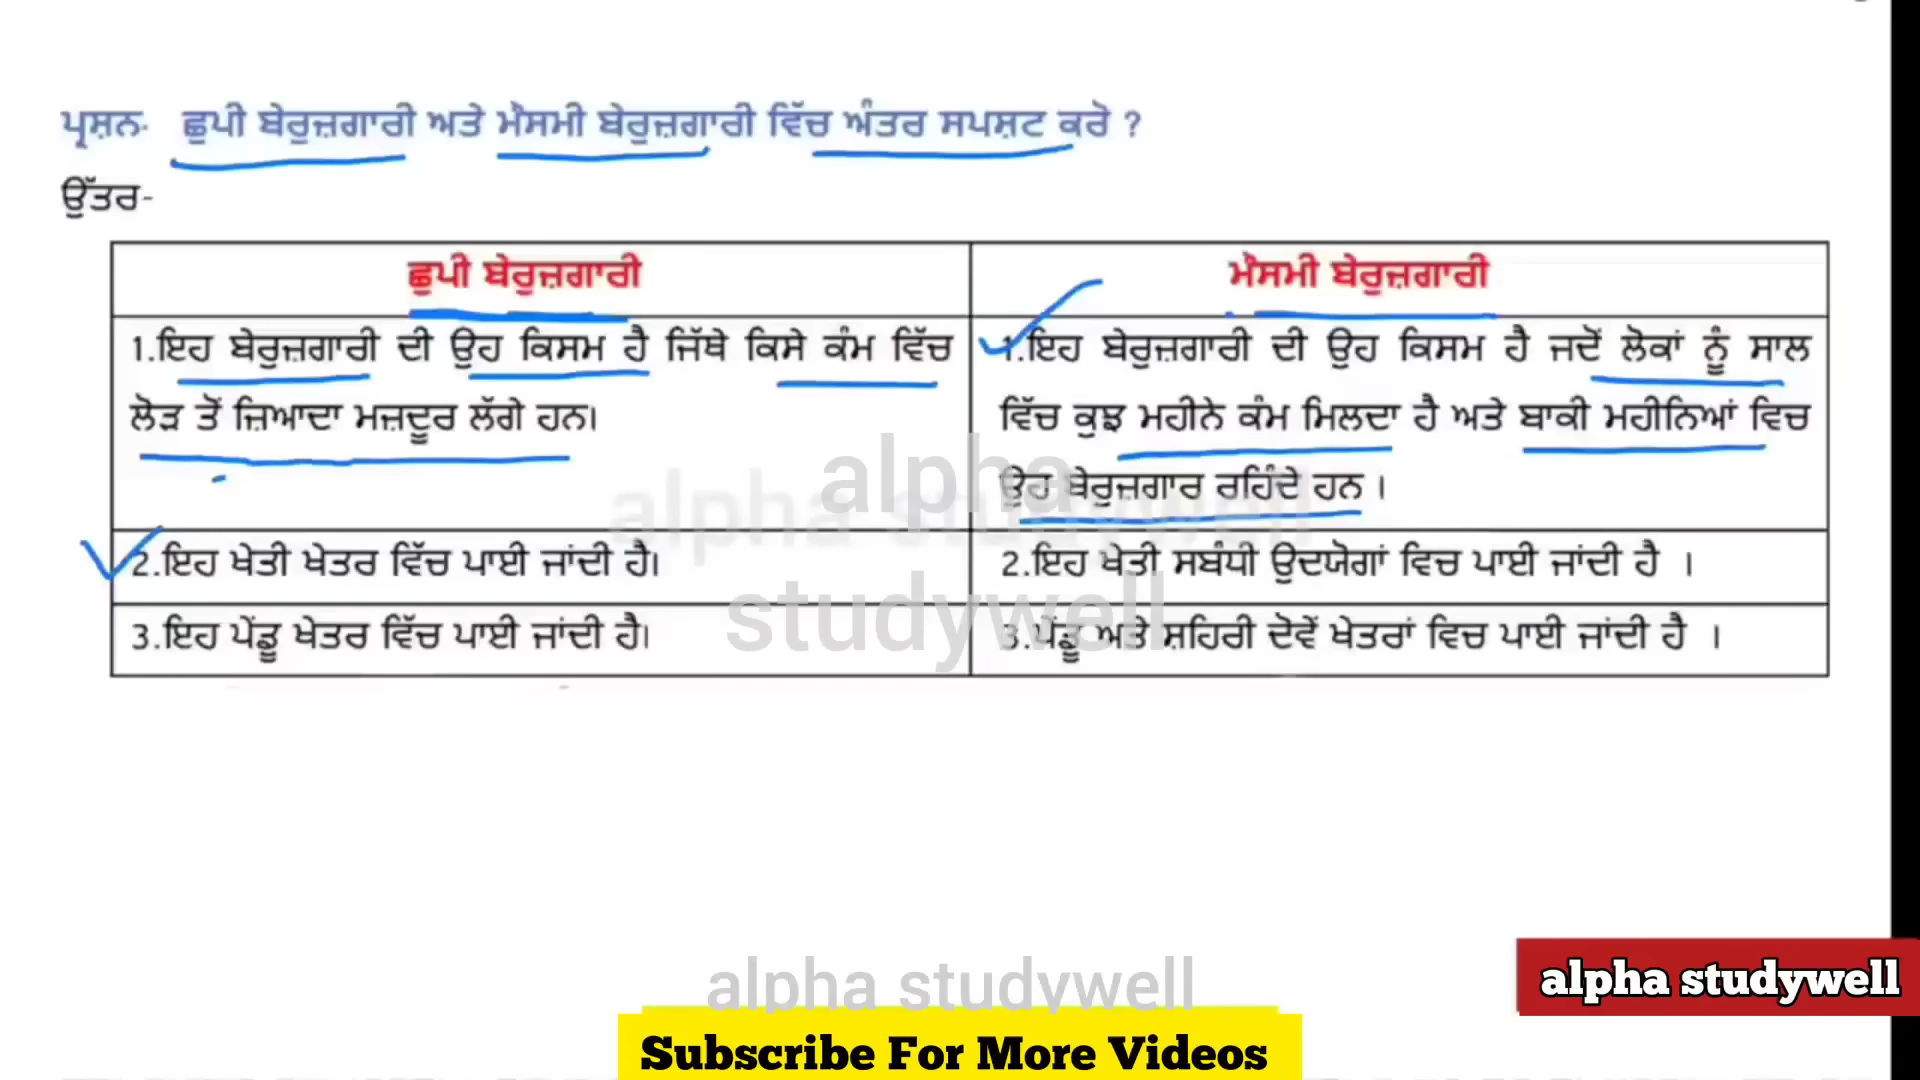 ਪ੍ਰਸ਼ਨ- ਛੁਪੀ ਬੇਰੁਜ਼ਗਾਰੀ ਅਤੇ ਮੌਸਮੀ ਬੇਰੁਜ਼ਗਾਰੀ ਵਿੱਚ ਅੰਤਰ ਸਪਸ਼ਟ ਕਰੋ ?
ਉੱਤਰ-
ਛੁਪੀ ਬੇਰੁਜ਼ਗਾਰੀ
1.ਇਹ ਬੇਰੁਜ਼ਗਾਰੀ ਦੀ ਉਹ ਕਿਸਮ ਹੈ ਜਿੱਥੇ ਕਿਸੇ ਕੰਮ ਵਿੱਚ
ਲੋੜ ਤੋਂ ਜ਼ਿਆਦਾ ਮਜ਼ਦੂਰ ਲੱਗੇ ਹਨ।
2.ਇਹ ਖੇਤੀ ਖੇਤਰ ਵਿੱਚ ਪਾਈ ਜਾਂਦੀ ਹੈ।
3.ਇਹ ਪੇਂਡੂ ਖੇਤਰ ਵਿੱਚ ਪਾਈ ਜਾਂਦੀ ਹੈ।
ਮੌਸਮੀ ਬੇਰੁਜ਼ਗਾਰੀ
1.ਇਹ ਬੇਰੁਜ਼ਗਾਰੀ ਦੀ ਉਹ ਕਿਸਮ ਹੈ ਜਦੋਂ ਲੋਕਾਂ ਨੂੰ ਸਾਲ
ਵਿੱਚ ਕੁਝ ਮਹੀਨੇ ਕੰਮ ਮਿਲਦਾ ਹੈ ਅਤੇ ਬਾਕੀ ਮਹੀਨਿਆਂ ਵਿਚ
ਉਹ ਬੇਰੁਜ਼ਗਾਰ ਰਹਿੰਦੇ ਹਨ ।
2.ਇਹ ਖੇਤੀ ਸਬੰਧੀ ਉਦਯੋਗਾਂ ਵਿਚ ਪਾਈ ਜਾਂਦੀ ਹੈ ।
3.ਪੇਂਡੂ ਅਤੇ ਸ਼ਹਿਰੀ ਦੋਵੇਂ ਖੇਤਰਾਂ ਵਿਚ ਪਾਈ ਜਾਂਦੀ ਹੈ ।
alpha studywell
alpha
studywell
alpha studywell
alpha studywell
Subscribe For More Videos